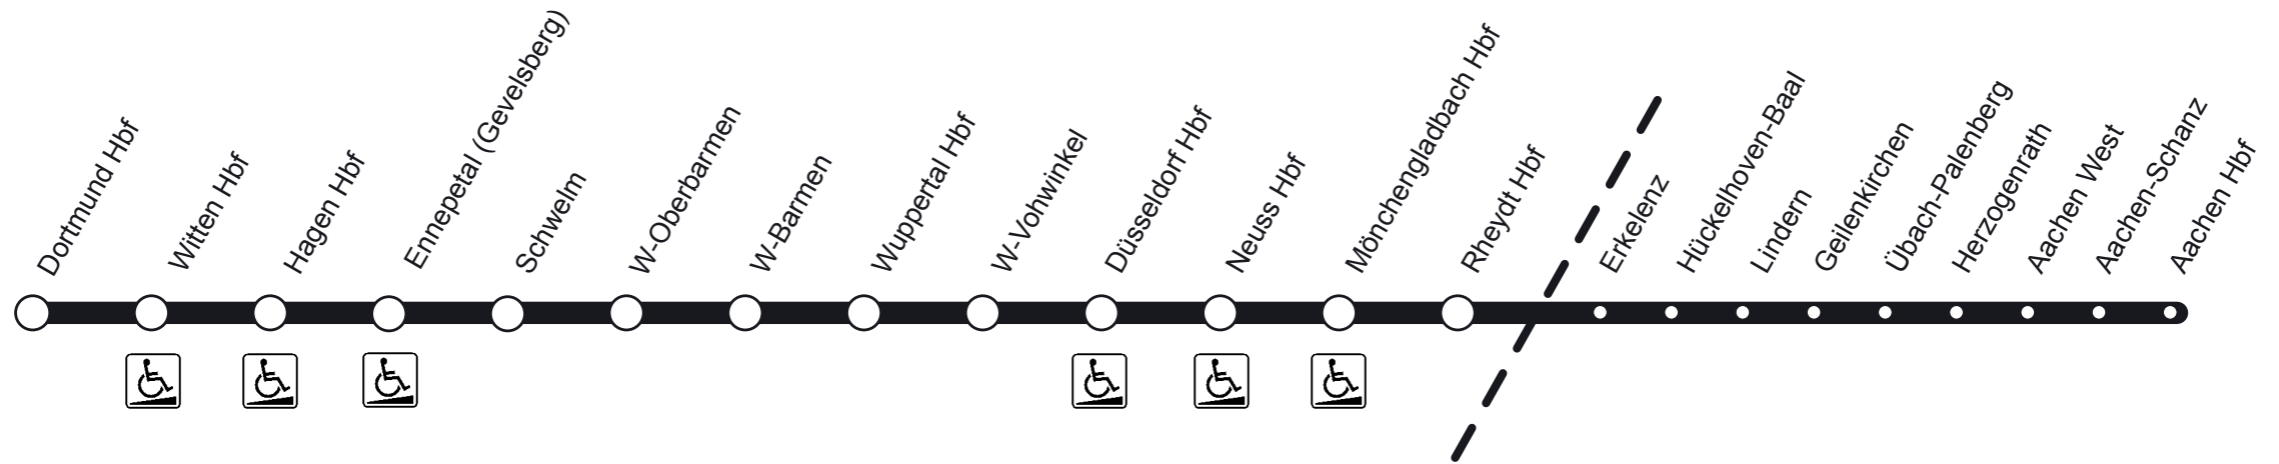 Dortmund Hbf
Witten Hbf
Hagen Hbf
Ennepetal (Gevelsberg)
Schwelm
W-Oberbarmen
W-Barmen
Wuppertal Hbf
W-Vohwinkel
Düsseldorf Hbf
Neuss Hbf
Mönchengladbach Hbf
Rheydt Hbf
Erkelenz
Hückelhoven-Baal
Lindern
Geilenkirchen
Übach-Palenberg
Herzogenrath
Aachen West
Aachen-Schanz
Aachen Hbf